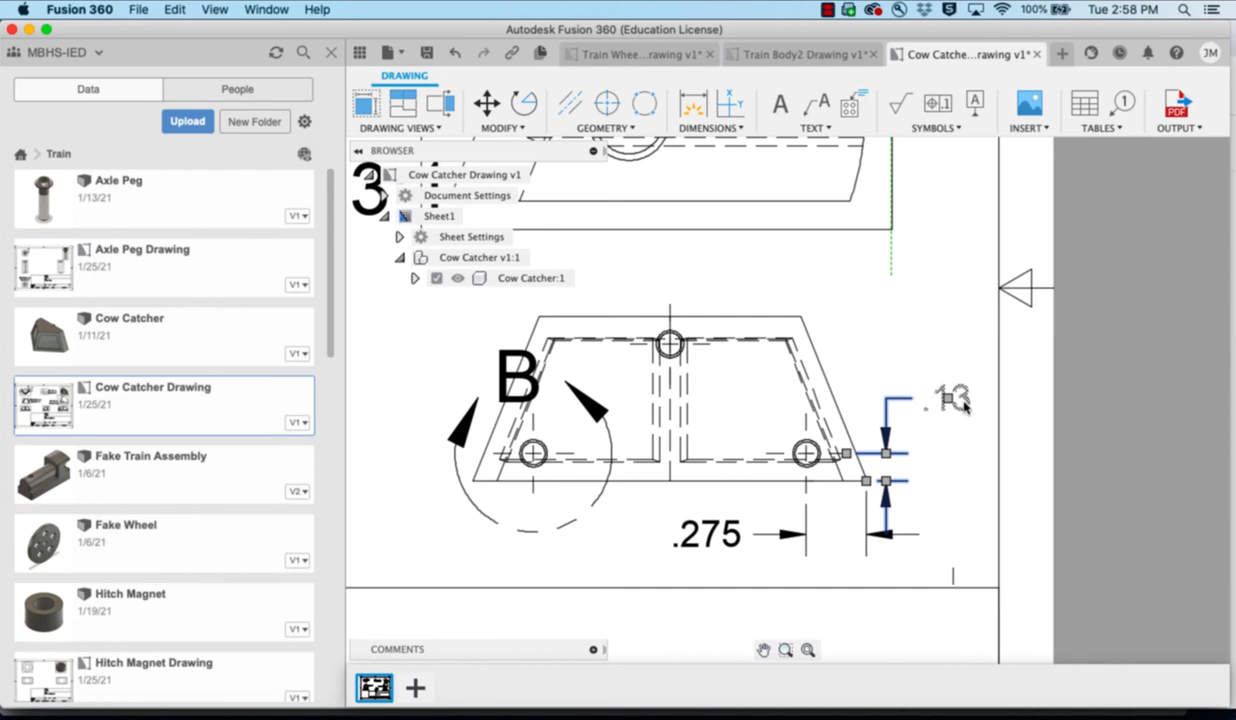 Fusion 360 File Edit View Window Help 100% Tue 2:58 PM
Autodesk Fusion 360 (Education License)
MBHS-IED
Train Whee...rawing v1* Train Body2 Drawing v1* Cow Catche...rawing v1* JM
DRAWING
Data People
Upload New Folder
DRAWING VIEWS MODIFY GEOMETRY DIMENSIONS TEXT SYMBOLS INSERT TABLES OUTPUT
PDF
Train
BROWSER
Axle Peg
1/13/21
V1
Axle Peg Drawing
1/25/21
V1
Cow Catcher
1/11/21
V1
Cow Catcher Drawing
1/25/21
V1
Fake Train Assembly
1/6/21
V2
Fake Wheel
1/6/21
V1
Hitch Magnet
1/19/21
V1
Hitch Magnet Drawing
1/25/21
V1
Cow Catcher Drawing v1
Document Settings
Sheet1
Sheet Settings
Cow Catcher v1:1
Cow Catcher:1
3
B
.13
.275
COMMENTS